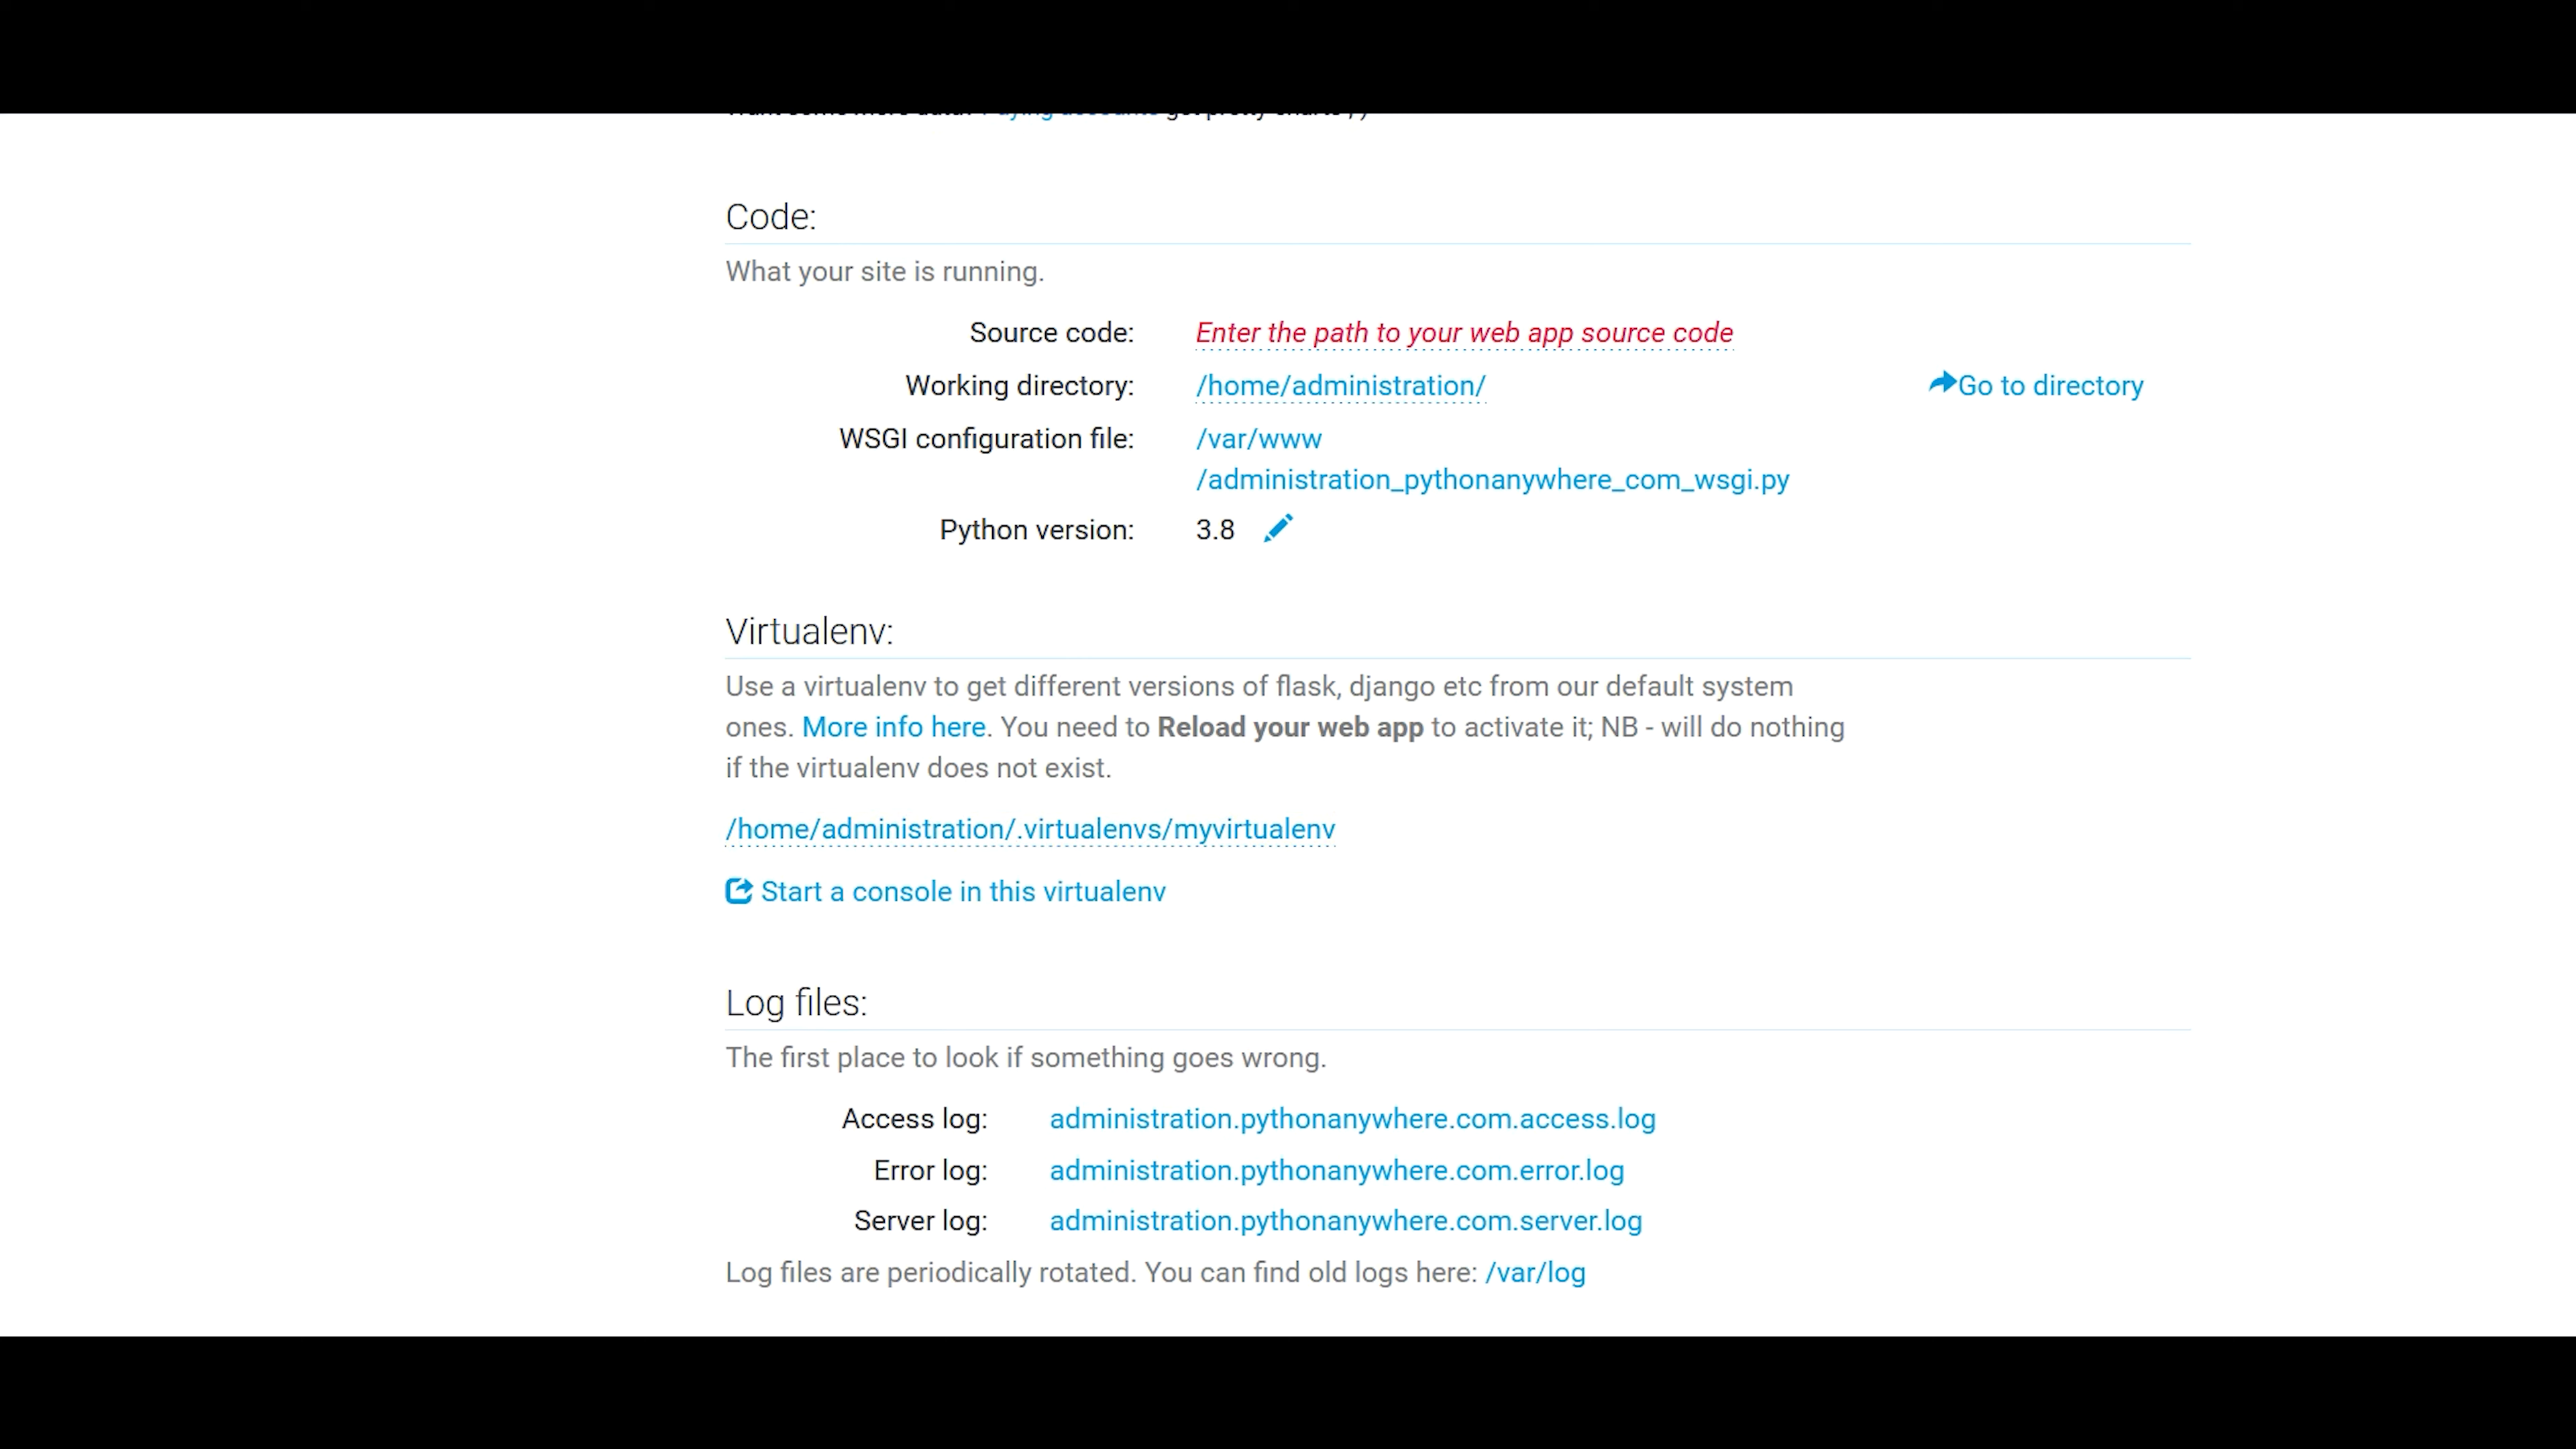 Code:
What your site is running.
Source code: Enter the path to your web app source code
Working directory: /home/administration/ Go to directory
WSGI configuration file: /var/www
/administration_pythonanywhere_com_wsgi.py
Python version: 3.8
Virtualenv:
Use a virtualenv to get different versions of flask, django etc from our default system
ones. More info here. You need to Reload your web app to activate it; NB - will do nothing
if the virtualenv does not exist.
/home/administration/.virtualenvs/myvirtualenv
Start a console in this virtualenv
Log files:
The first place to look if something goes wrong.
Access log: administration.pythonanywhere.com.access.log
Error log: administration.pythonanywhere.com.error.log
Server log: administration.pythonanywhere.com.server.log
Log files are periodically rotated. You can find old logs here: /var/log